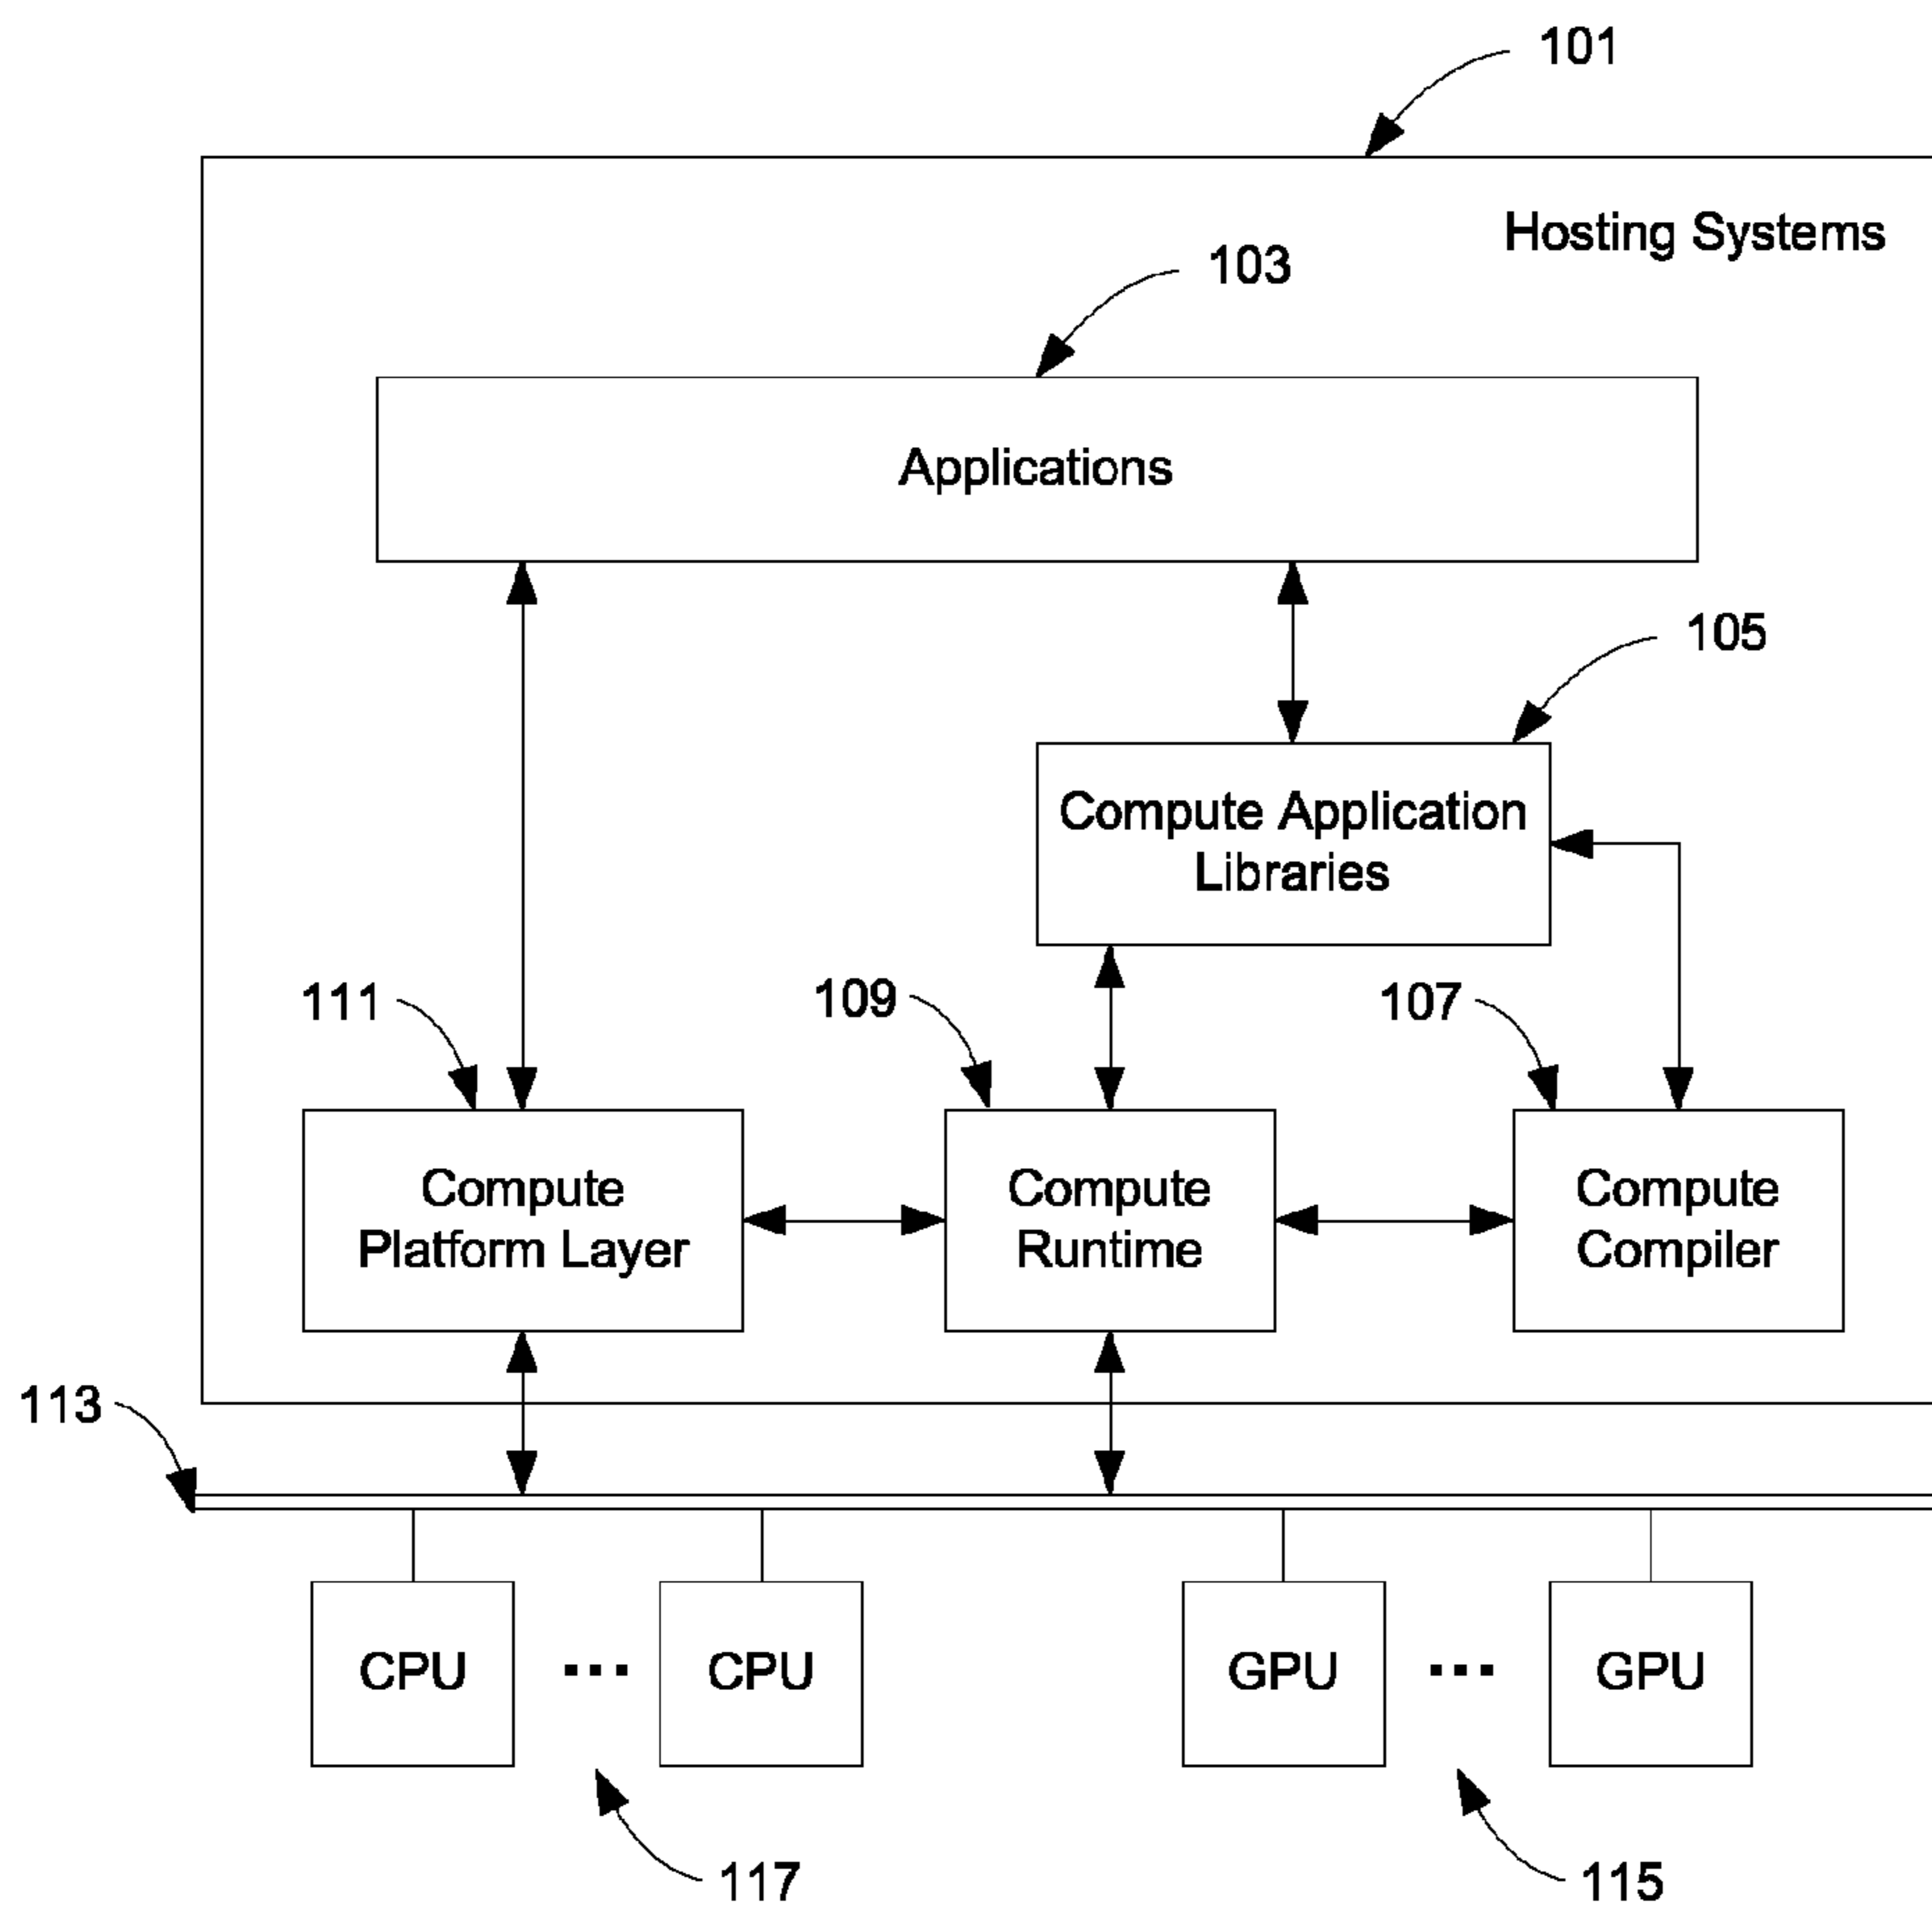 101
Hosting Systems
103
Applications
105
Compute Application
Libraries
111
109
107
Compute
Platform Layer
Compute
Runtime
Compute
Compiler
113
CPU
...
CPU
GPU
...
GPU
117
115